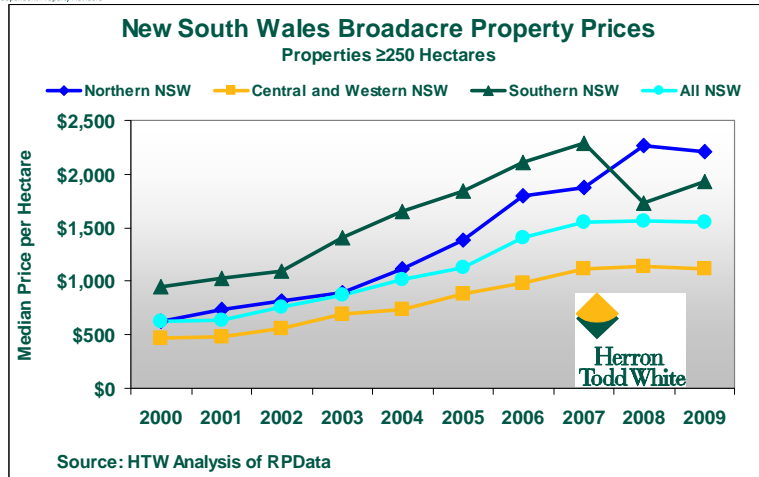 New South Wales Broadacre Property Prices
Properties ≥250 Hectares
Northern NSW Central and Western NSW Southern NSW All NSW
Median Price per Hectare
$2,500
$2,000
$1,500
$1,000
$500
$0
Herron
Todd White
2000 2001 2002 2003 2004 2005 2006 2007 2008 2009
Source: HTW Analysis of RPData